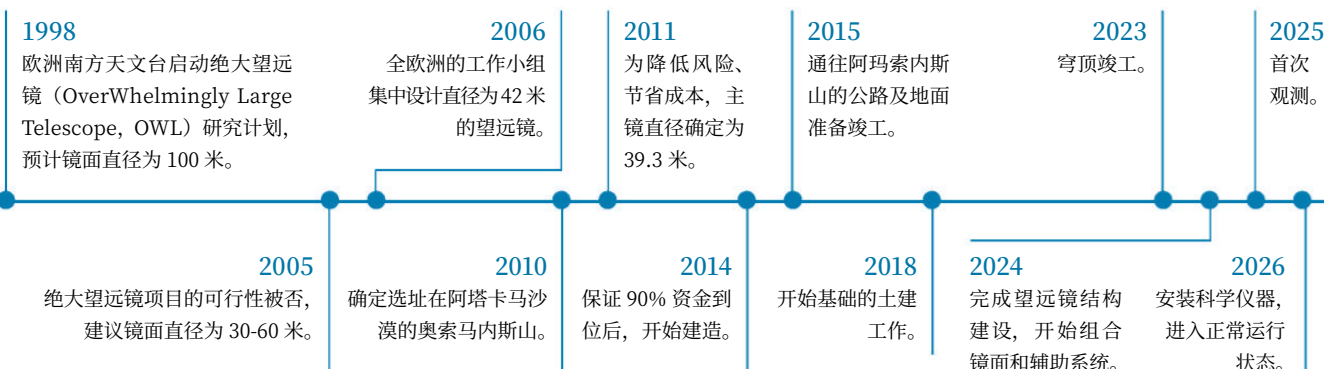 1998
欧洲南方天文台启动绝大望远
镜（OverWhelmingly Large
Telescope，OWL）研究计划，
预计镜面直径为 100 米。
2006
全欧洲的工作小组
集中设计直径为 42 米
的望远镜。
2011
为降低风险、
节省成本，主
镜直径确定为
39.3 米。
2015
通往阿玛索内斯
山的公路及地面
准备竣工。
2023
穹顶竣工。
2025
首次
观测。
2005
绝大望远镜项目的可行性被否，
建议镜面直径为 30-60 米。
2010
确定选址在阿塔卡马沙
漠的奥索马内斯山。
2014
保证 90% 资金到
位后，开始建造。
2018
开始基础的土建
工作。
2024
完成望远镜结构
建设，开始组合
镜面和辅助系统。
2026
安装科学仪器，
进入正常运行
状态。